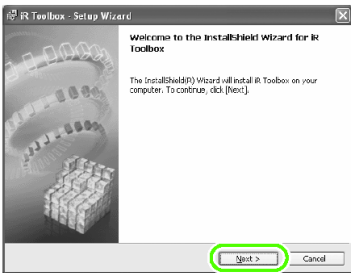 iR Toolbox - Setup Wizard
Welcome to the InstallShield Wizard for iR
Toolbox
The InstallShield(R) Wizard will install iR Toolbox on your
computer. To continue, click [Next].
Next >
Cancel